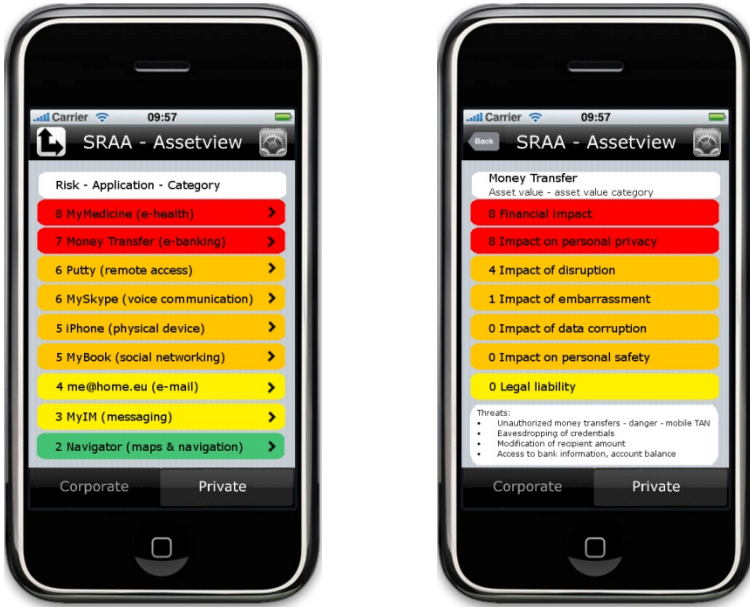 Carrier 09:57
SRAA - Assetview
Risk - Application - Category
8 MyMedicine (e-health)
7 Money Transfer (e-banking)
6 Putty (remote access)
6 MySkype (voice communication)
5 iPhone (physical device)
5 MyBook (social networking)
4 me@home.eu (e-mail)
3 MyIM (messaging)
2 Navigator (maps & navigation)
Corporate Private
Carrier 09:57
Back SRAA - Assetview
Money Transfer
Asset value - asset value category
8 Financial impact
8 Impact on personal privacy
4 Impact of disruption
1 Impact of embarrassment
0 Impact of data corruption
0 Impact on personal safety
0 Legal liability
Threats:
• Unauthorized money transfers - danger - mobile TAN
• Eavesdropping of credentials
• Modification of recipient amount
• Access to bank information, account balance
Corporate Private